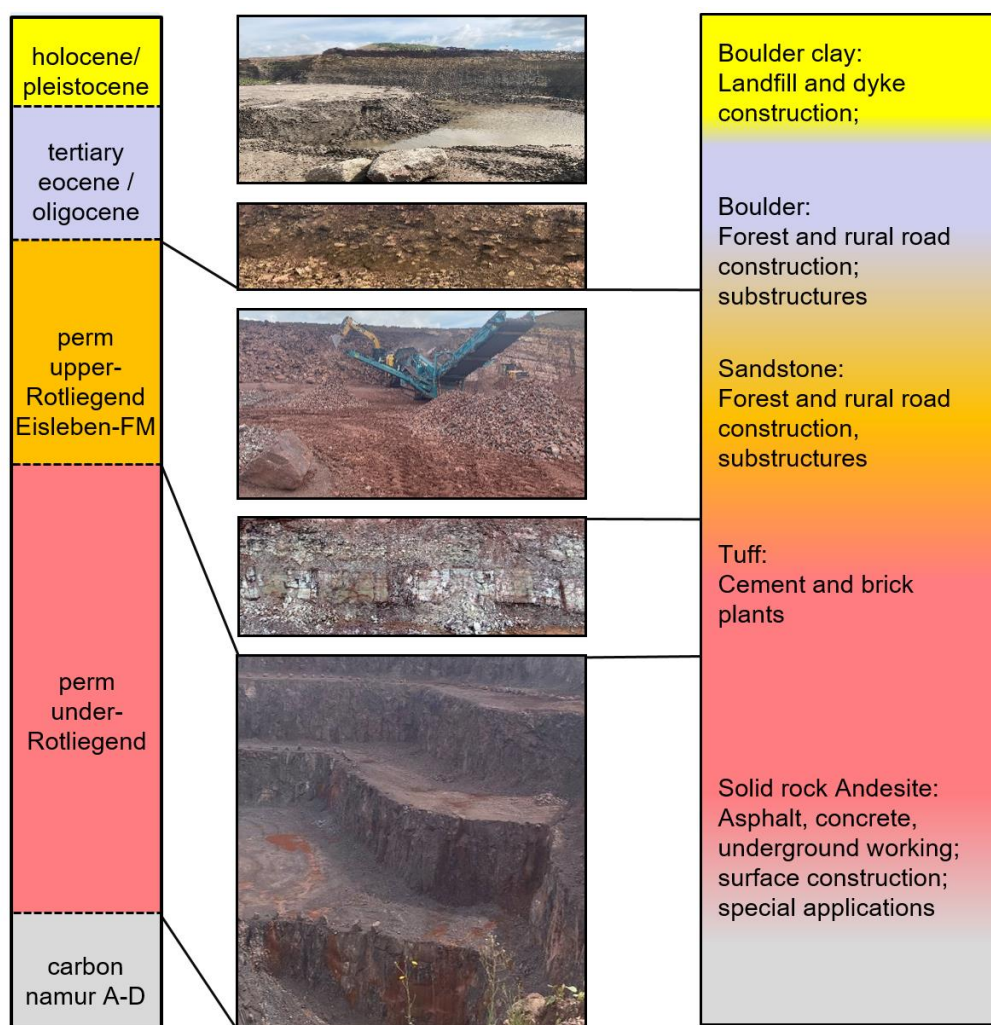 holocene/
pleistocene
tertiary
eocene /
oligocene
perm
upper-
Rotliegend
Eisleben-FM
perm
under-
Rotliegend
carbon
namur A-D
Boulder clay:
Landfill and dyke
construction;
Boulder:
Forest and rural road
construction;
substructures
Sandstone:
Forest and rural road
construction,
substructures
Tuff:
Cement and brick
plants
Solid rock Andesite:
Asphalt, concrete,
underground working;
surface construction;
special applications